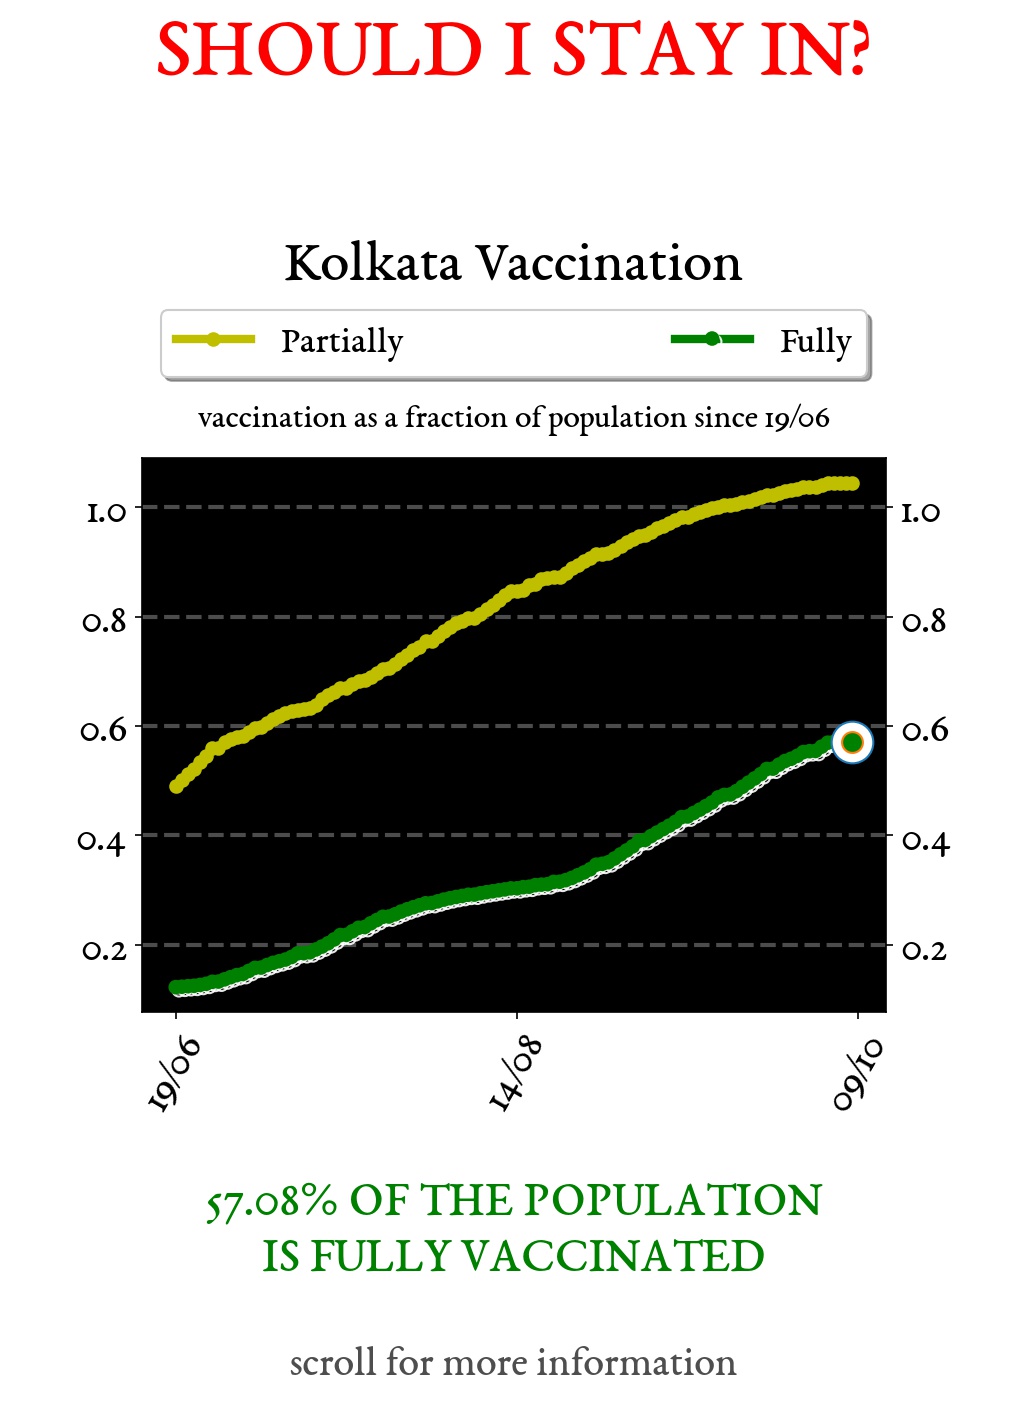 SHOULD I STAY IN?
Kolkata Vaccination
Partially Fully
vaccination as a fraction of population since 19/06
1.0 1.0
0.8 0.8
0.6 0.6
0.4 0.4
0.2 0.2
19/06 14/08 09/10
57.08% OF THE POPULATION
IS FULLY VACCINATED
scroll for more information